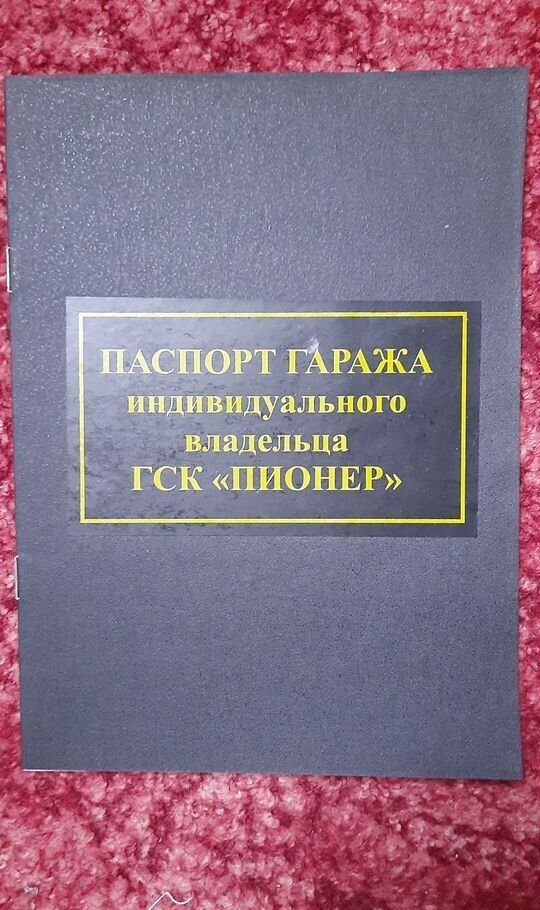 ПАСПОРТ ГАРАЖА
индивидуального
владельца
ГСК «ПИОНЕР»